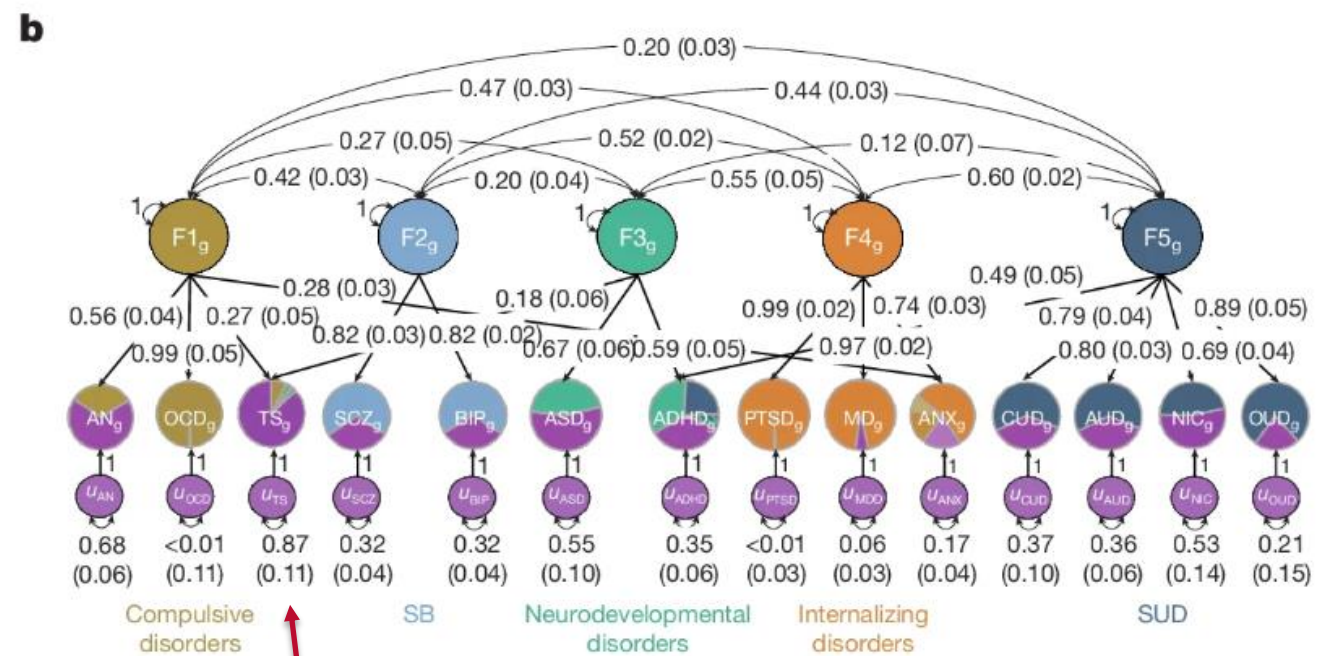 b
0.20 (0.03)
0.47 (0.03) 0.44 (0.03)
0.27 (0.05) 0.52 (0.02) 0.12 (0.07)
0.42 (0.03) 0.20 (0.04) 0.55 (0.05) 0.60 (0.02)
1 1 1 1 1
F1g F2g F3g F4g F5g
0.28 (0.03) 0.18 (0.06) 0.49 (0.05)
0.56 (0.04) 0.27 (0.05) 0.99 (0.02) 0.74 (0.03) 0.79 (0.04) 0.89 (0.05)
0.99 (0.05) 0.82 (0.03) 0.82 (0.02) 0.67 (0.06) 0.59 (0.05) 0.97 (0.02) 0.80 (0.03) 0.69 (0.04)
ANg OCDg TSg SCZg BIPg ASDg ADHDg PTSDg MDg ANXg CUDg AUDg NICg OUDg
1 1 1 1 1 1 1 1 1 1 1 1 1 1
uAN uOCD uTS uSCZ uBIP uASD uADHD uPTSD uMDD uANX uCUD uAUD uNIC uOUD
0.68 <0.01 0.87 0.32 0.32 0.55 0.35 <0.01 0.06 0.17 0.37 0.36 0.53 0.21
(0.06) (0.11) (0.11) (0.04) (0.04) (0.10) (0.06) (0.03) (0.03) (0.04) (0.10) (0.06) (0.14) (0.15)
Compulsive SB Neurodevelopmental Internalizing SUD
disorders disorders disorders